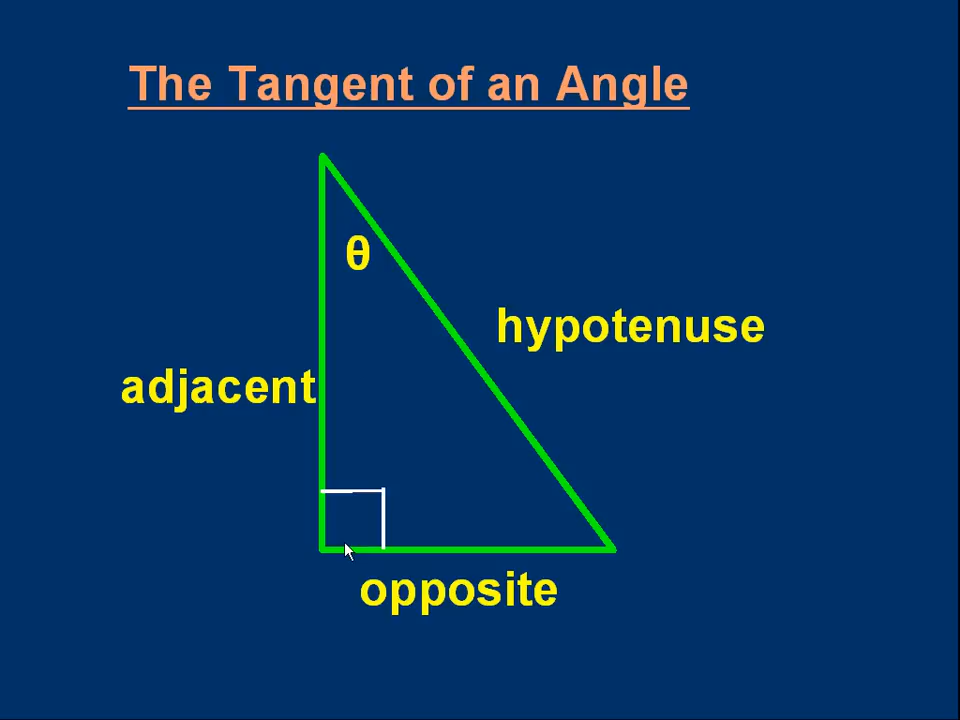 The Tangent of an Angle
θ
hypotenuse
adjacent
opposite